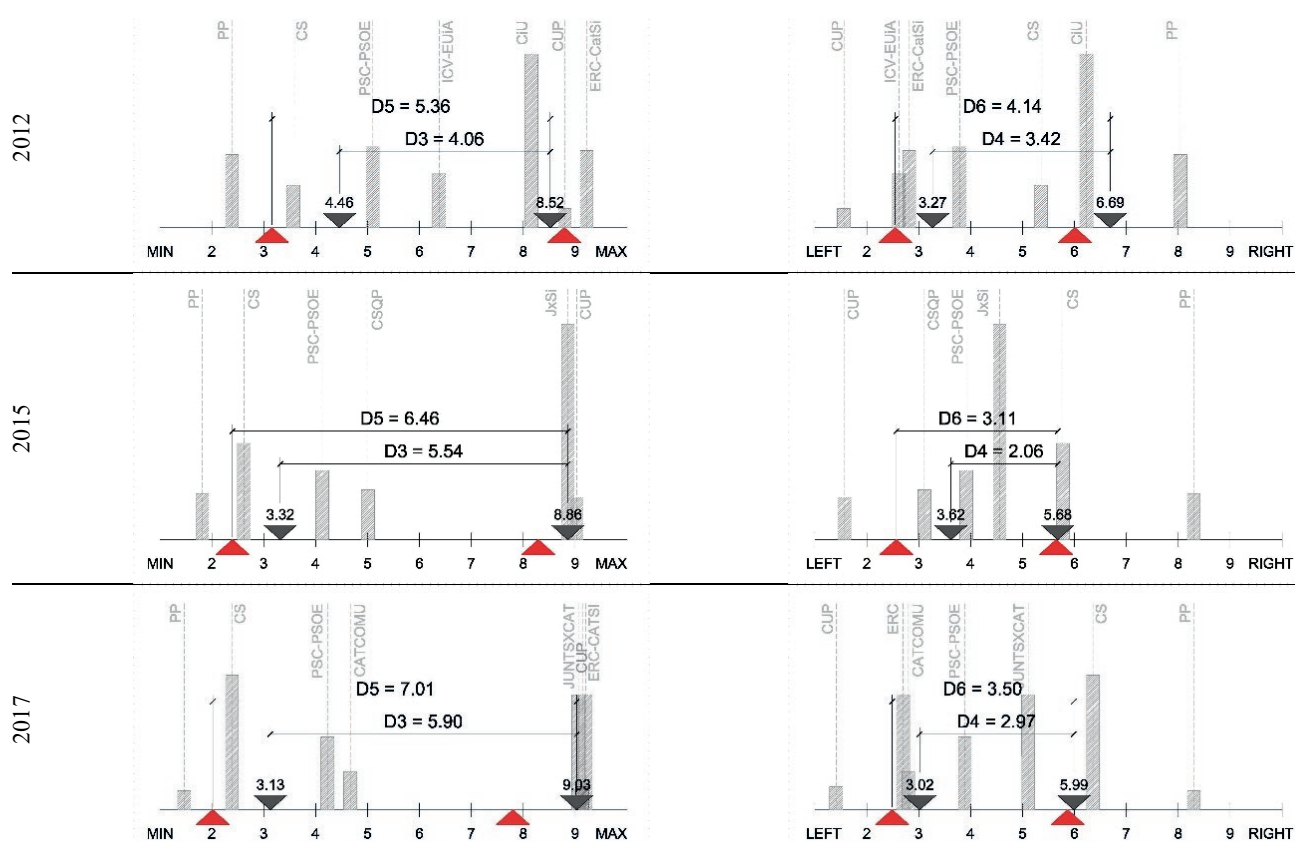 2012
PP
CS
PSC-PSOE
ICV-EUiA
CiU
CUP
ERC-CatSi
D5 = 5.36
D3 = 4.06
4.46
8.52
MIN 2 3 4 5 6 7 8 9 MAX
CUP
ICV-EUiA
ERC-CatSi
PSC-PSOE
CS
CiU
PP
D6 = 4.14
D4 = 3.42
3.27
6.69
LEFT 2 3 4 5 6 7 8 9 RIGHT
2015
PP
CS
PSC-PSOE
CSQP
JxSi
CUP
D5 = 6.46
D3 = 5.54
3.32
8.86
MIN 2 3 4 5 6 7 8 9 MAX
CUP
CSQP
PSC-PSOE
JxSi
CS
PP
D6 = 3.11
D4 = 2.06
3.62
5.68
LEFT 2 3 4 5 6 7 8 9 RIGHT
2017
PP
CS
PSC-PSOE
CATCOMU
JUNTSXCAT
CUP
ERC-CATSI
D5 = 7.01
D3 = 5.90
3.13
9.03
MIN 2 3 4 5 6 7 8 9 MAX
CUP
ERC
CATCOMU
PSC-PSOE
JUNTSXCAT
CS
PP
D6 = 3.50
D4 = 2.97
3.02
5.99
LEFT 2 3 4 5 6 7 8 9 RIGHT